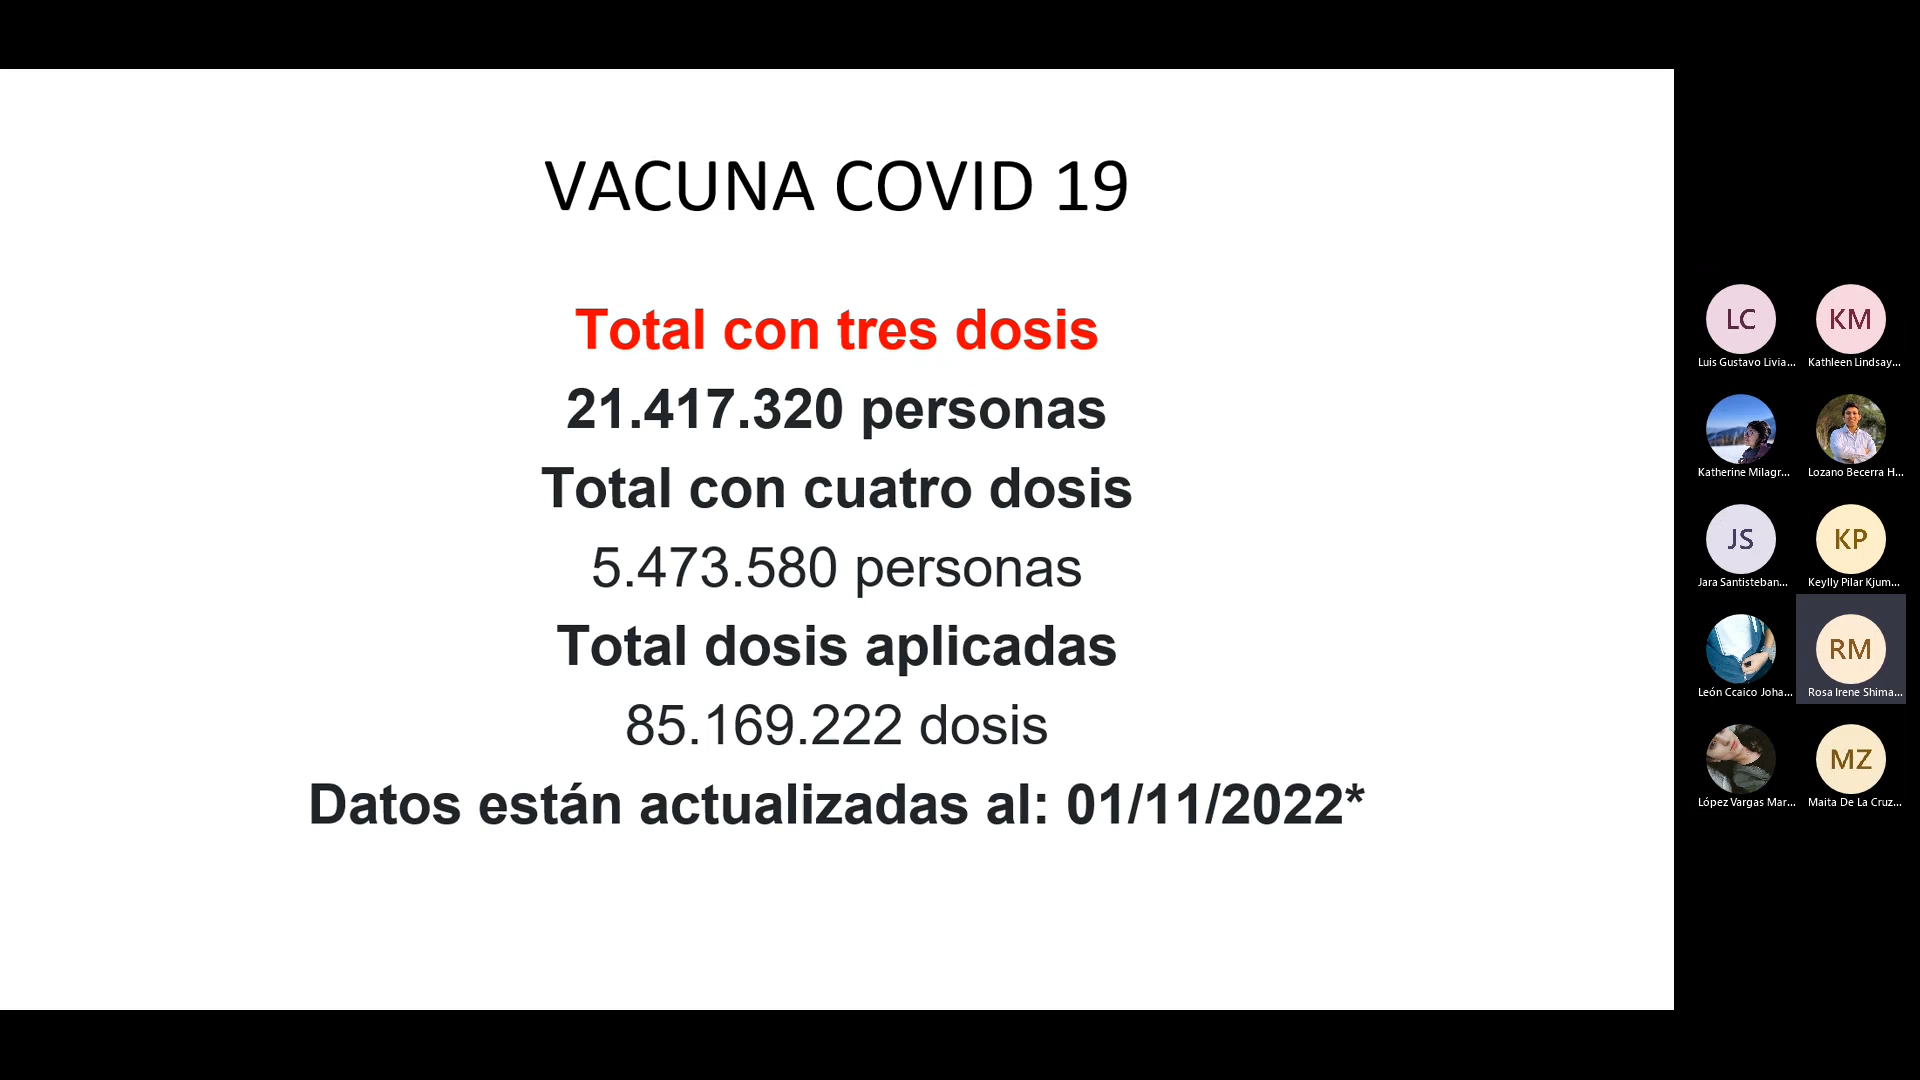 VACUNA COVID 19
Total con tres dosis
21.417.320 personas
Total con cuatro dosis
5.473.580 personas
Total dosis aplicadas
85.169.222 dosis
Datos están actualizadas al: 01/11/2022*
LC
Luis Gustavo Livia...
KM
Kathleen Lindsay...
Katherine Milagr...
Lozano Becerra H...
JS
Jara Santisteban...
KP
Keylly Pilar Kjum...
León Ccaico Joha...
RM
Rosa Irene Shima...
López Vargas Mar...
MZ
Maita De La Cruz...